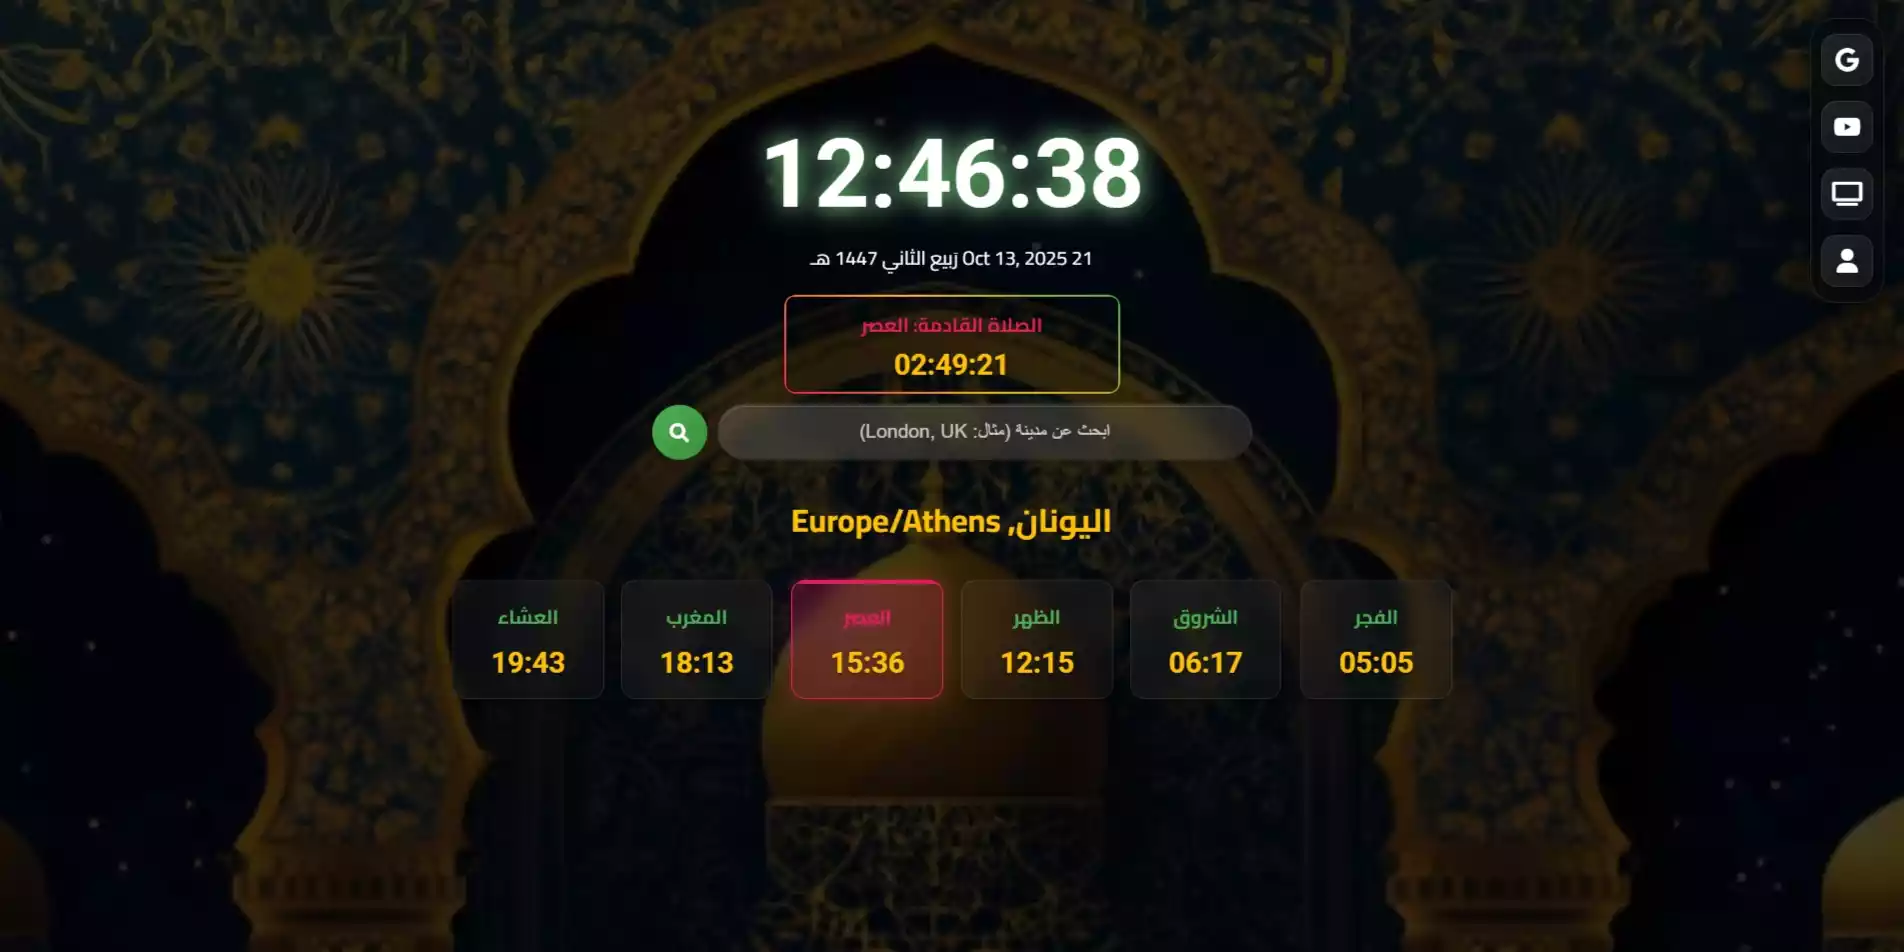 12:46:38
Oct 13, 2025 21 ربيع الثاني 1447 هـ
الصلاة القادمة: العصر
02:49:21
ابحث عن مدينة (مثال: London, UK)
اليونان, Europe/Athens
الفجر
05:05
الشروق
06:17
الظهر
12:15
العصر
15:36
المغرب
18:13
العشاء
19:43